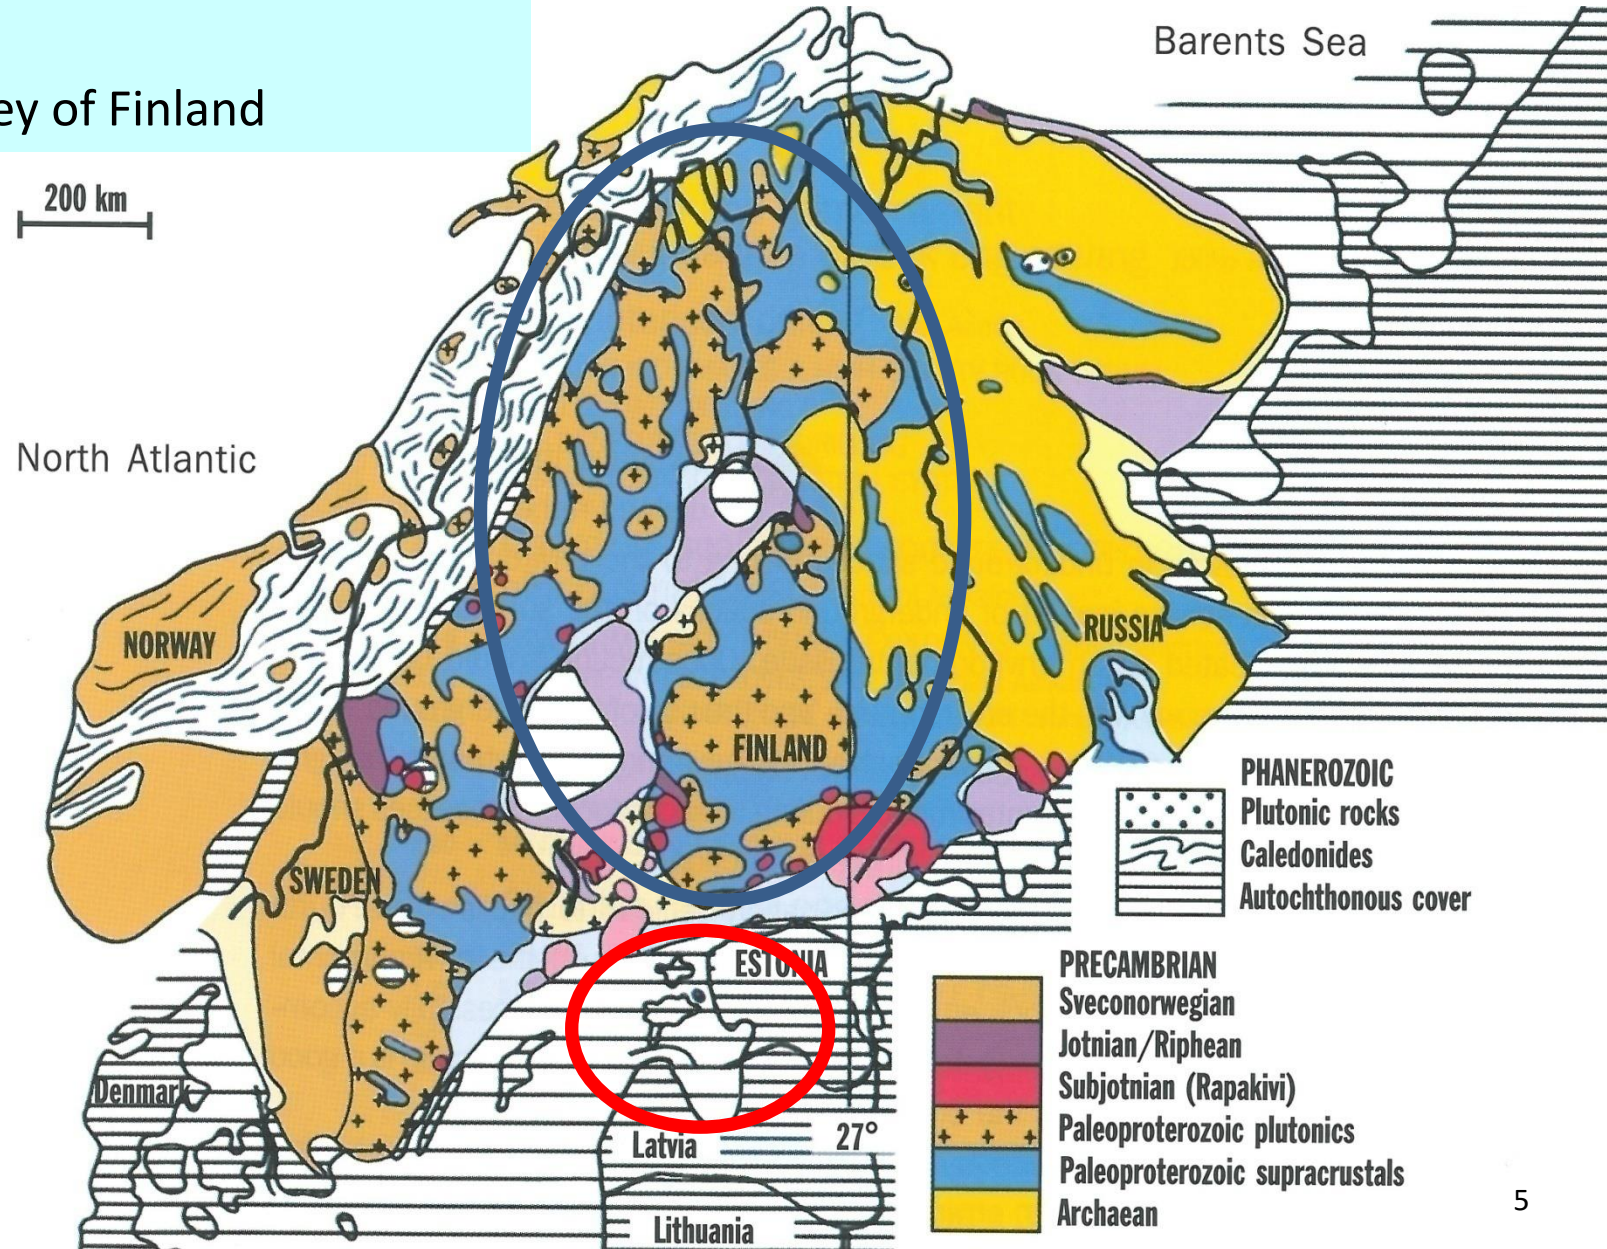 ey of Finland
200 km
Barents Sea
North Atlantic
NORWAY
RUSSIA
FINLAND
SWEDEN
ESTONIA
Denmark
Latvia
27°
Lithuania
PHANEROZOIC
Plutonic rocks
Caledonides
Autochthonous cover
PRECAMBRIAN
Sveconorwegian
Jotnian/Riphean
Subjotnian (Rapakivi)
Paleoproterozoic plutonics
Paleoproterozoic supracrustals
Archaean
5